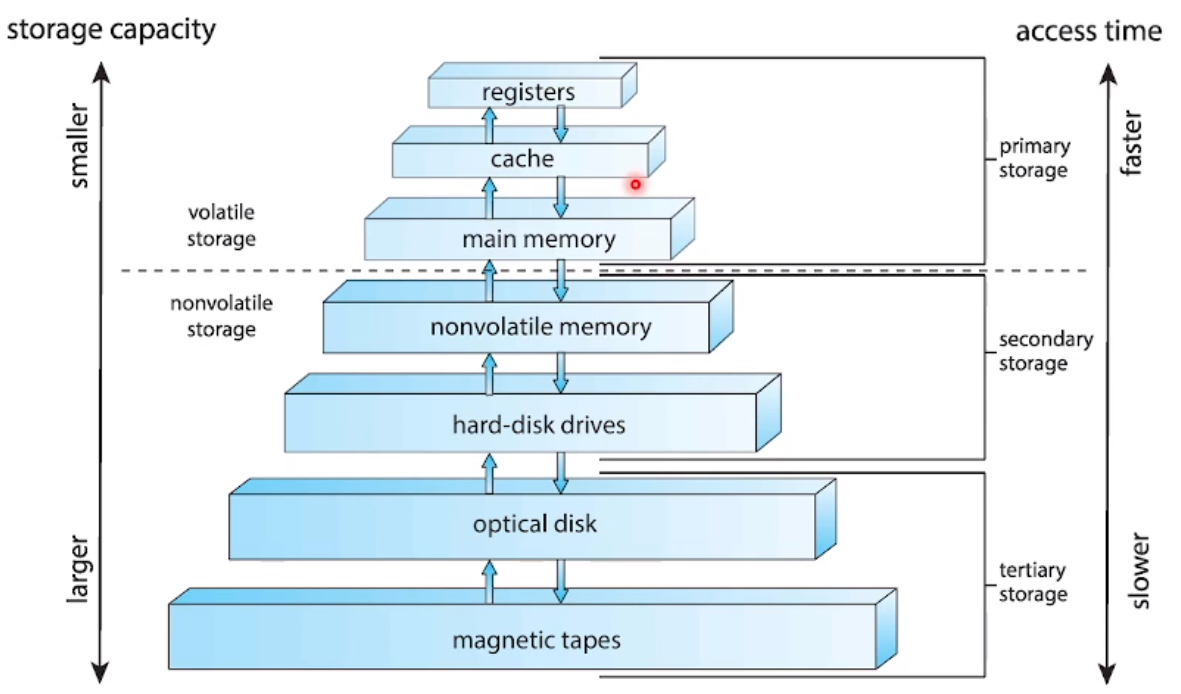 storage capacity
access time
smaller
larger
registers
cache
main memory
volatile
storage
nonvolatile
storage
nonvolatile memory
hard-disk drives
optical disk
magnetic tapes
primary
storage
secondary
storage
tertiary
storage
faster
slower